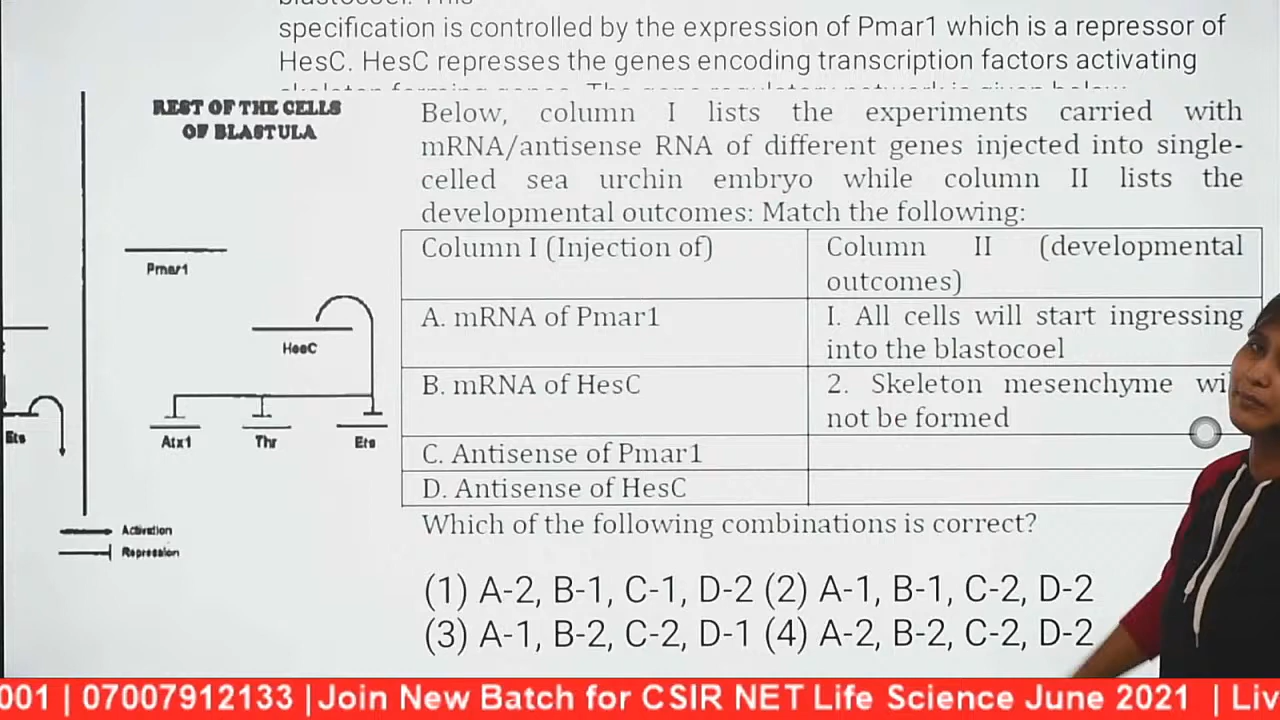 specification is controlled by the expression of Pmar1 which is a repressor of
HesC. HesC represses the genes encoding transcription factors activating
REST OF THE CELLS
OF BLASTULA
Pmar1
HesC
Ets
Atx1 Thr Ets
Activation
Repression
Below, column I lists the experiments carried with
mRNA/antisense RNA of different genes injected into single-
celled sea urchin embryo while column II lists the
developmental outcomes: Match the following:
Column I (Injection of) Column II (developmental
outcomes)
A. mRNA of Pmar1 I. All cells will start ingressing
into the blastocoel
B. mRNA of HesC 2. Skeleton mesenchyme wil
not be formed
C. Antisense of Pmar1
D. Antisense of HesC
Which of the following combinations is correct?
(1) A-2, B-1, C-1, D-2 (2) A-1, B-1, C-2, D-2
(3) A-1, B-2, C-2, D-1 (4) A-2, B-2, C-2, D-2
001 | 07007912133 |Join New Batch for CSIR NET Life Science June 2021 | Liv